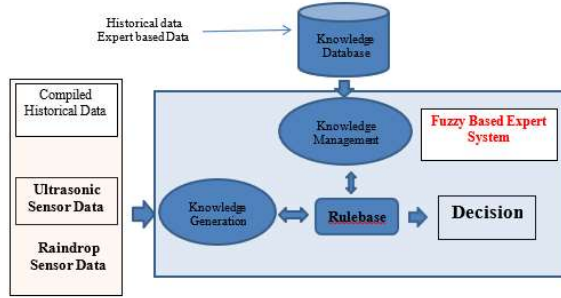 Historical data
Expert based Data
Knowledge
Database
Compiled
Historical Data
Knowledge
Management
Fuzzy Based Expert
System
Ultrasonic
Sensor Data
Knowledge
Generation
Rulebase
Decision
Raindrop
Sensor Data